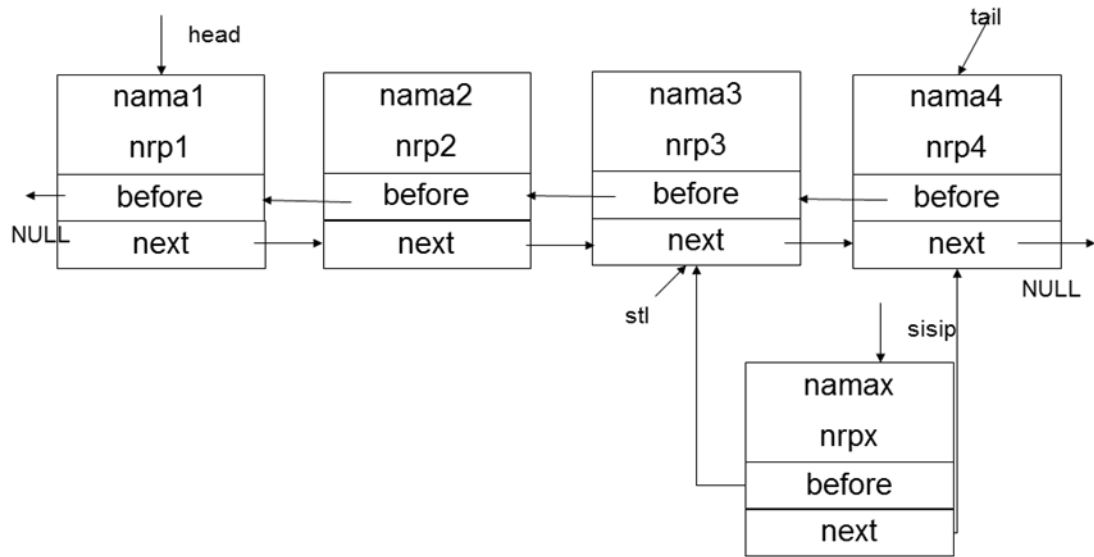 head
tail
nama1
nrp1
before
next
nama2
nrp2
before
next
nama3
nrp3
before
next
nama4
nrp4
before
next
NULL
NULL
stl
sisip
namax
nrpx
before
next